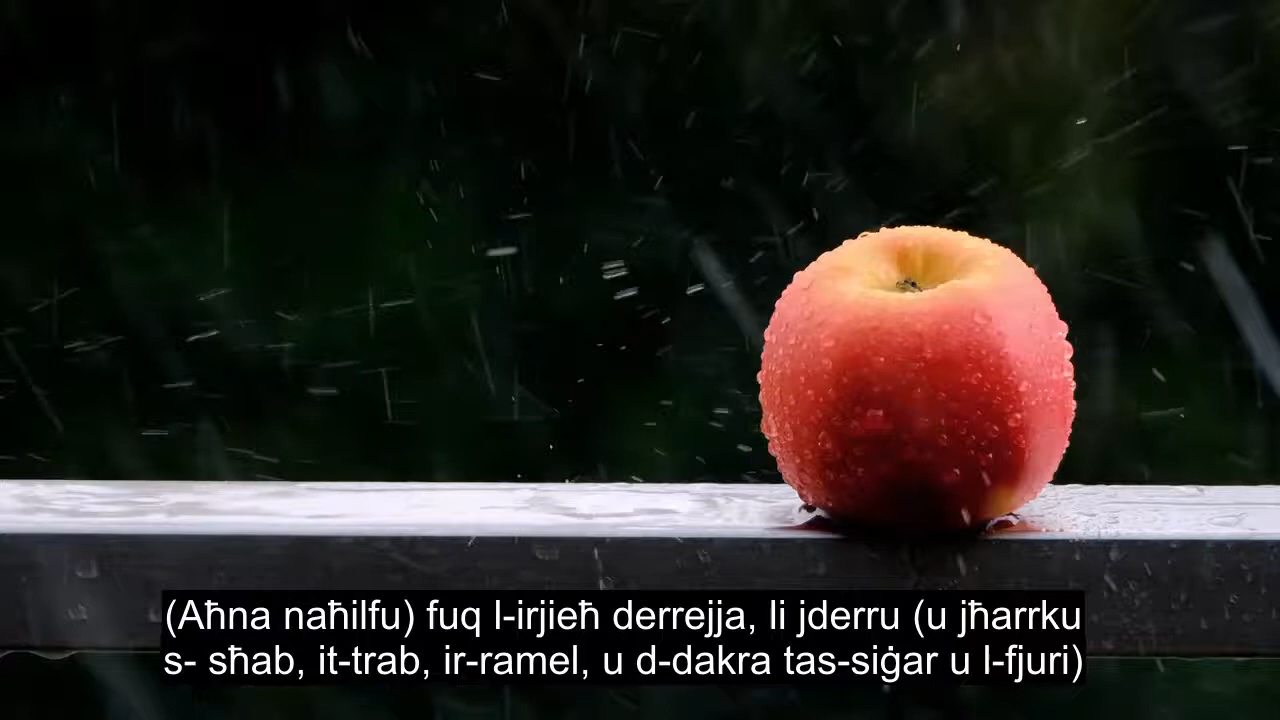 (Aħna naħilfu) fuq l-irjieħ derrejja, li jderru (u jħarrku
s- sħab, it-trab, ir-ramel, u d-dakra tas-siġar u l-fjuri)